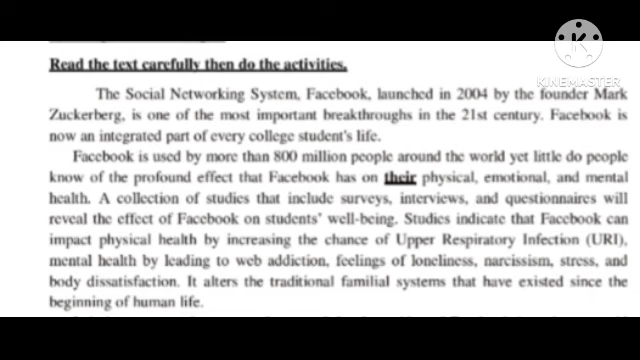 KINEMASTER
Read the text carefully then do the activities.
The Social Networking System, Facebook, launched in 2004 by the founder Mark
Zuckerberg, is one of the most important breakthroughs in the 21st century. Facebook is
now an integrated part of every college student's life.
Facebook is used by more than 800 million people around the world yet little do people
know of the profound effect that Facebook has on their physical, emotional, and mental
health. A collection of studies that include surveys, interviews, and questionnaires will
reveal the effect of Facebook on students' well-being. Studies indicate that Facebook can
impact physical health by increasing the chance of Upper Respiratory Infection (URI),
mental health by leading to web addiction, feelings of loneliness, narcissism, stress, and
body dissatisfaction. It alters the traditional familial systems that have existed since the
beginning of human life.